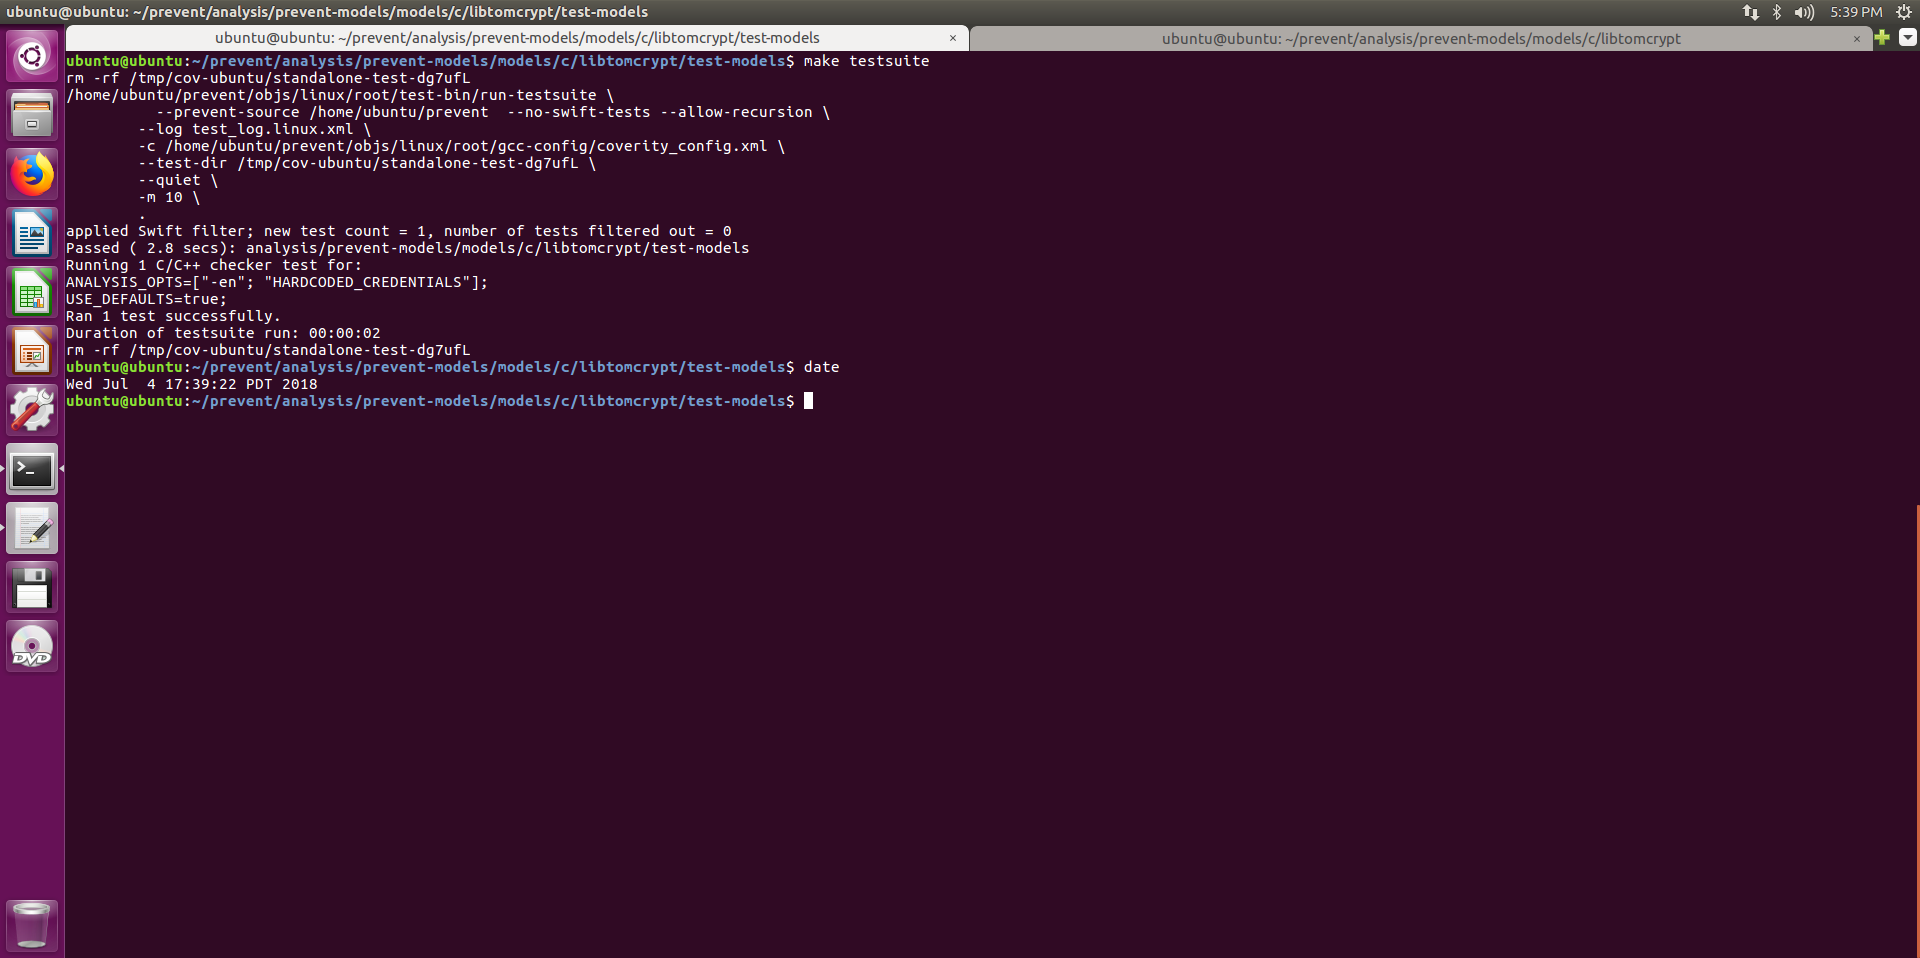 ubuntu@ubuntu: ~/prevent/analysis/prevent-models/models/c/libtomcrypt/test-models
5:39 PM
ubuntu@ubuntu: ~/prevent/analysis/prevent-models/models/c/libtomcrypt/test-models ×
ubuntu@ubuntu: ~/prevent/analysis/prevent-models/models/c/libtomcrypt ×
ubuntu@ubuntu:~/prevent/analysis/prevent-models/models/c/libtomcrypt/test-models$ make testsuite
rm -rf /tmp/cov-ubuntu/standalone-test-dg7ufL
/home/ubuntu/prevent/objs/linux/root/test-bin/run-testsuite \
--prevent-source /home/ubuntu/prevent  --no-swift-tests --allow-recursion \
--log test_log.linux.xml \
-c /home/ubuntu/prevent/objs/linux/root/gcc-config/coverity_config.xml \
--test-dir /tmp/cov-ubuntu/standalone-test-dg7ufL \
--quiet \
-m 10 \
.
applied Swift filter; new test count = 1, number of tests filtered out = 0
Passed ( 2.8 secs): analysis/prevent-models/models/c/libtomcrypt/test-models
Running 1 C/C++ checker test for:
ANALYSIS_OPTS=["-en"; "HARDCODED_CREDENTIALS"];
USE_DEFAULTS=true;
Ran 1 test successfully.
Duration of testsuite run: 00:00:02
rm -rf /tmp/cov-ubuntu/standalone-test-dg7ufL
ubuntu@ubuntu:~/prevent/analysis/prevent-models/models/c/libtomcrypt/test-models$ date
Wed Jul  4 17:39:22 PDT 2018
ubuntu@ubuntu:~/prevent/analysis/prevent-models/models/c/libtomcrypt/test-models$
>_
DVD